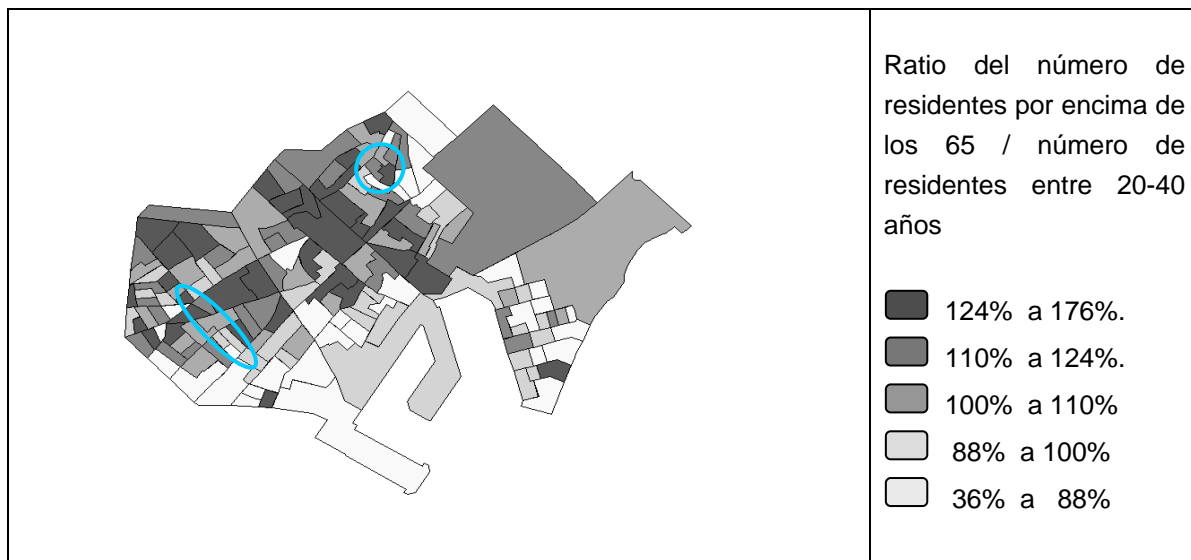 Ratio del número de
residentes por encima de
los 65 / número de
residentes entre 20-40
años
124% a 176%.
110% a 124%.
100% a 110%
88% a 100%
36% a 88%